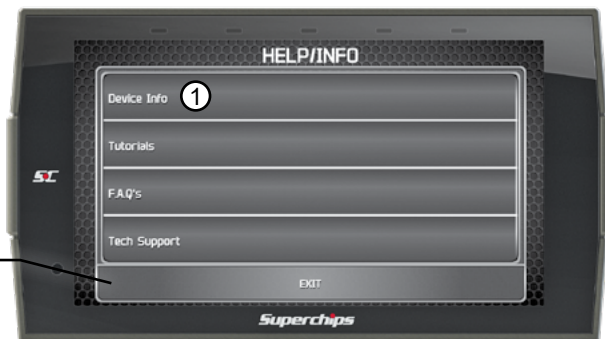 HELP/INFO
Device Info 1
Tutorials
F.A.Q's
SC
Tech Support
EXIT
Superchips